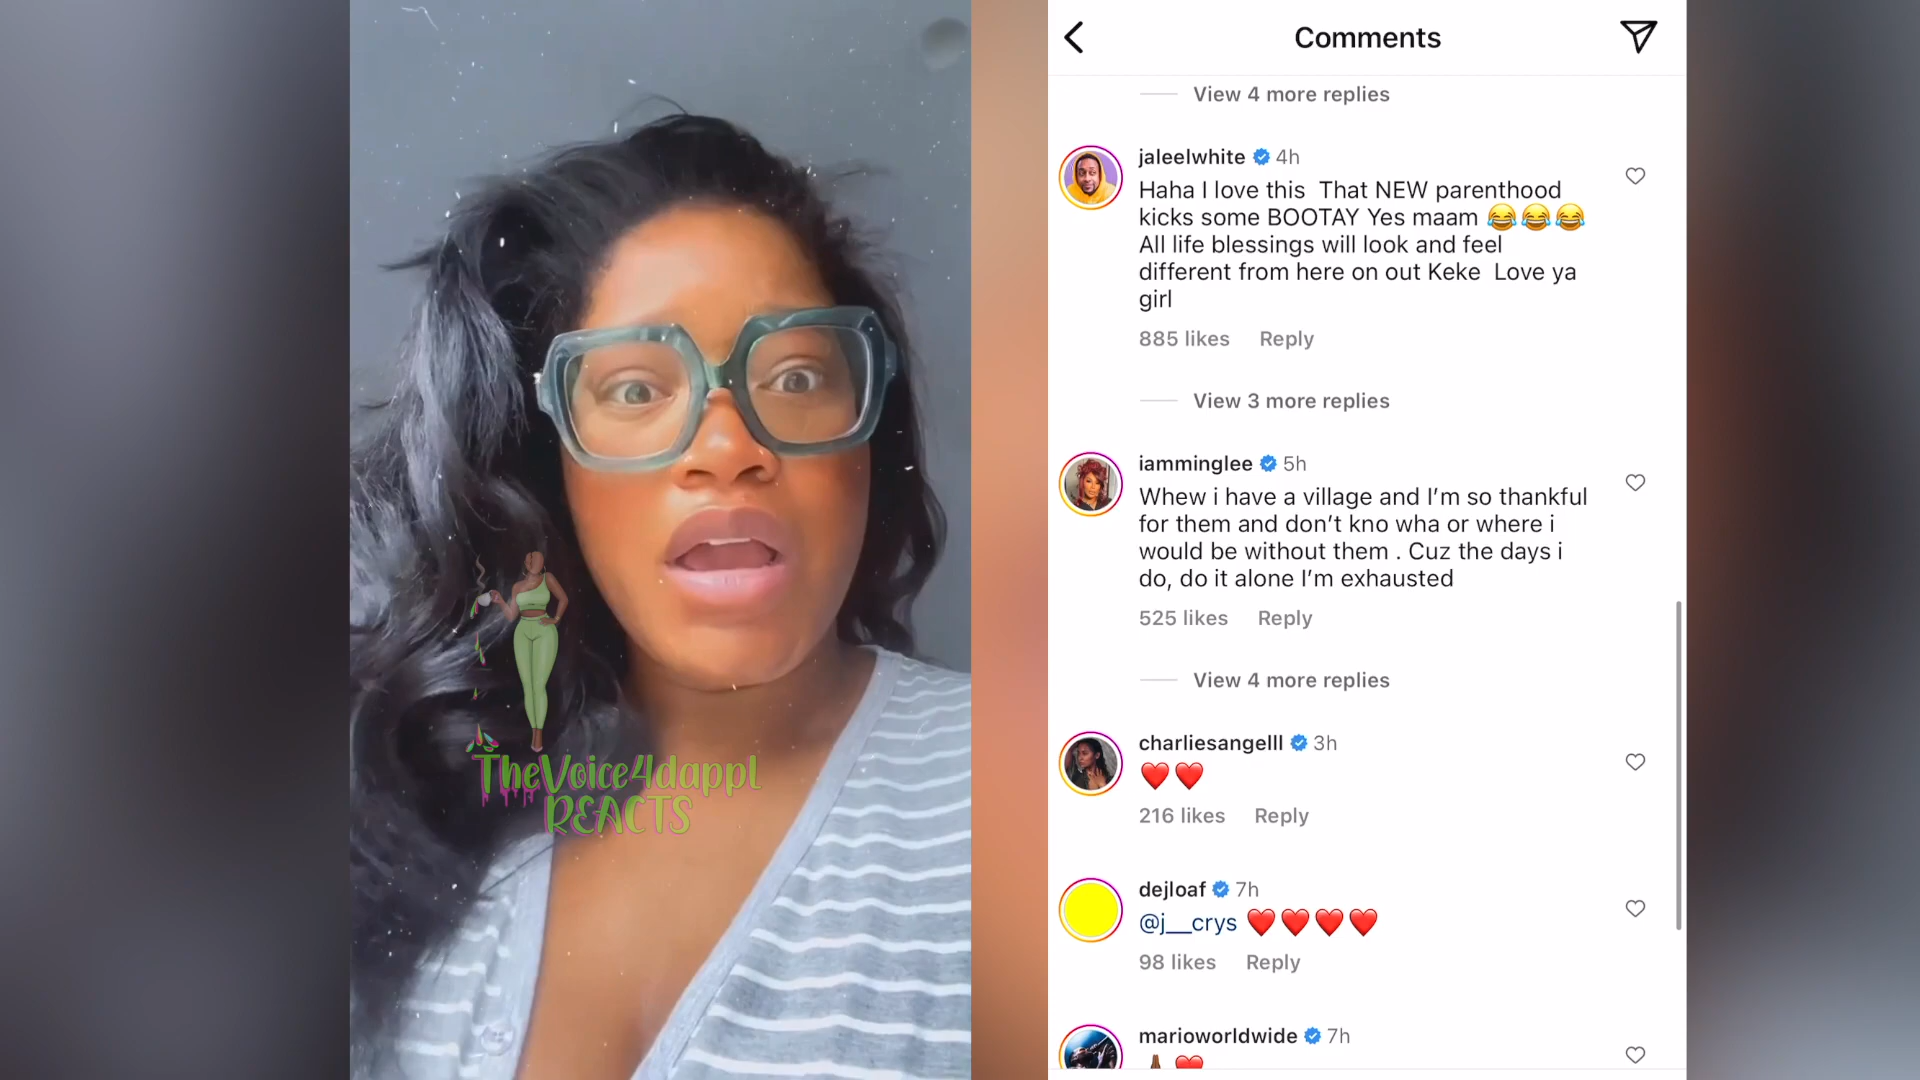 TheVoice4dappl
REACTS
Comments
View 4 more replies
jaleelwhite 4h
Haha I love this  That NEW parenthood
kicks some BOOTAY Yes maam 😂😂😂
All life blessings will look and feel
different from here on out Keke  Love ya
girl
885 likes Reply
View 3 more replies
iamminglee 5h
Whew i have a village and I’m so thankful
for them and don’t kno wha or where i
would be without them . Cuz the days i
do, do it alone I’m exhausted
525 likes Reply
View 4 more replies
charliesangelll 3h
❤️❤️
216 likes Reply
dejloaf 7h
@j__crys ❤️❤️❤️❤️
98 likes Reply
marioworldwide 7h